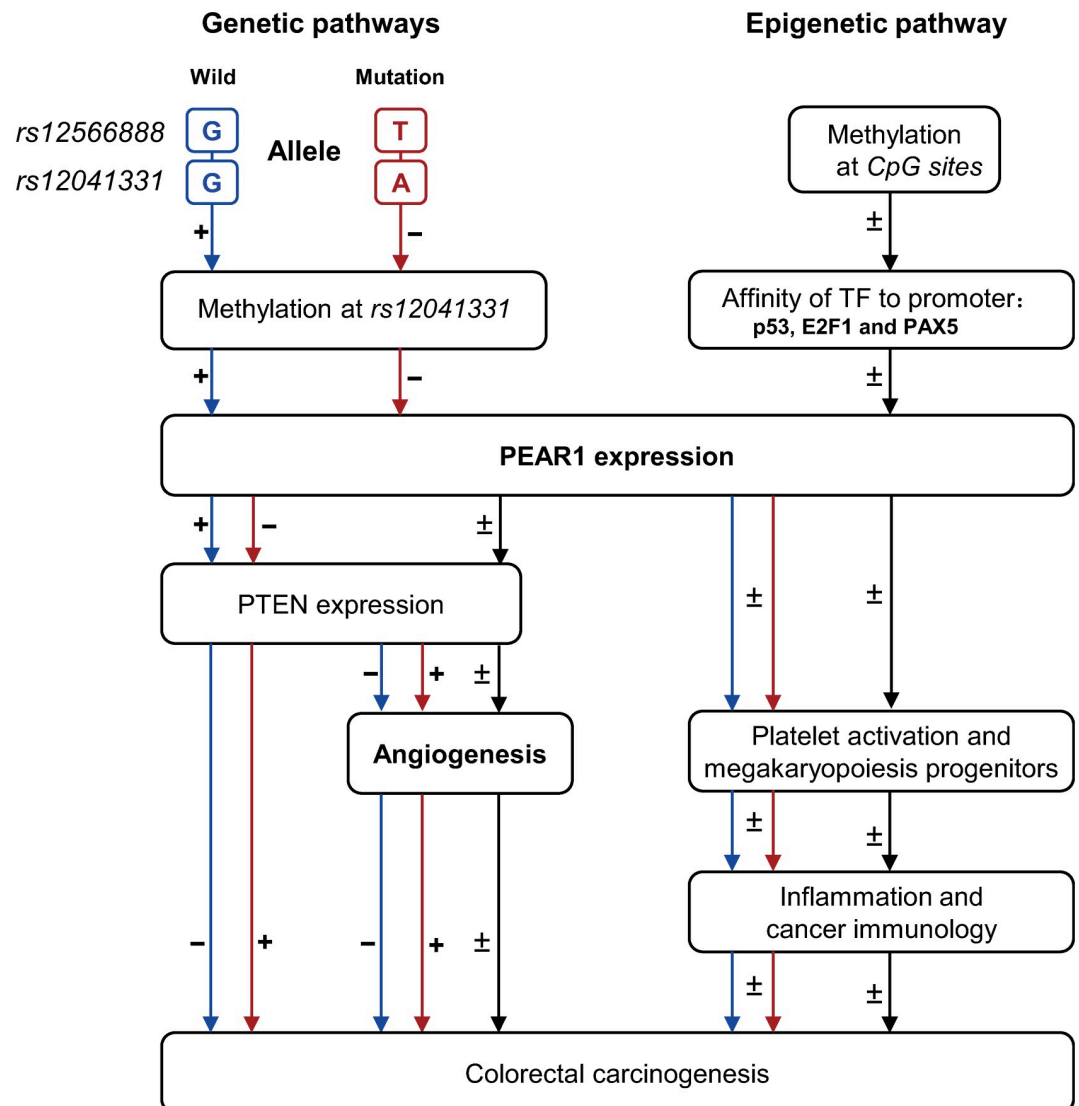 Genetic pathways
Epigenetic pathway
Wild
Mutation
rs12566888
G
Allele
T
rs12041331
G
A
Methylation
at CpG sites
+
−
±
Methylation at rs12041331
Affinity of TF to promoter：
p53, E2F1 and PAX5
+
−
±
PEAR1 expression
+
−
±
±
±
PTEN expression
−
+
±
Angiogenesis
Platelet activation and
megakaryopoiesis progenitors
±
±
Inflammation and
cancer immunology
−
+
−
+
±
±
±
Colorectal carcinogenesis